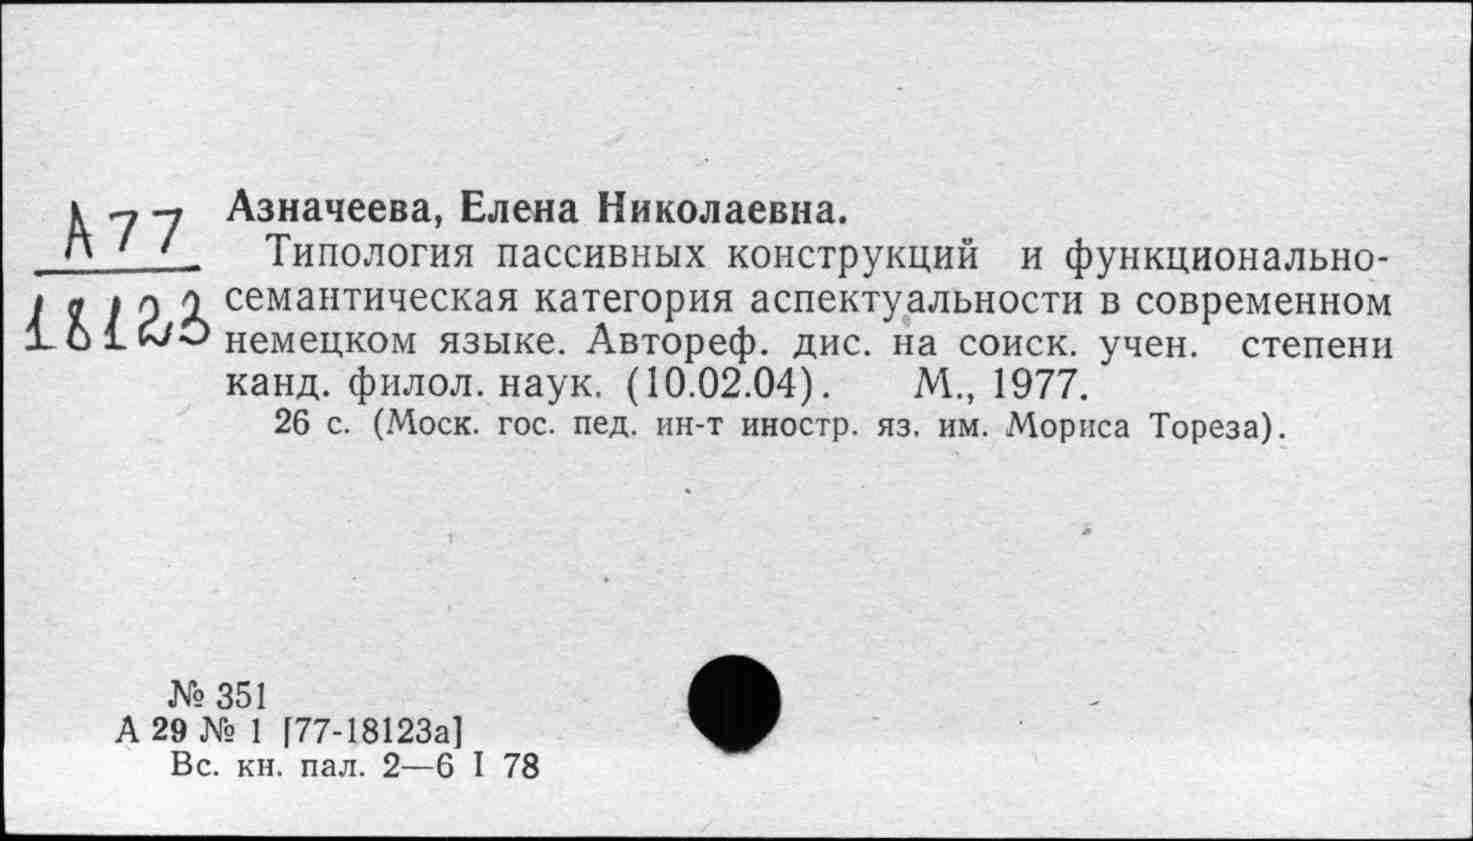 А77
18123
Азначеева, Елена Николаевна.
Типология пассивных конструкций и функционально-
семантическая категория аспектуальности в современном
немецком языке. Автореф. дис. на соиск. учен. степени
канд. филол. наук. (10.02.04). М., 1977.
26 с. (Моск. гос. пед. ин-т иностр. яз. им. Мориса Тореза).
№ 351
А 29 № 1 [77-18123а]
Вс. кн. пал. 2—6 I 78